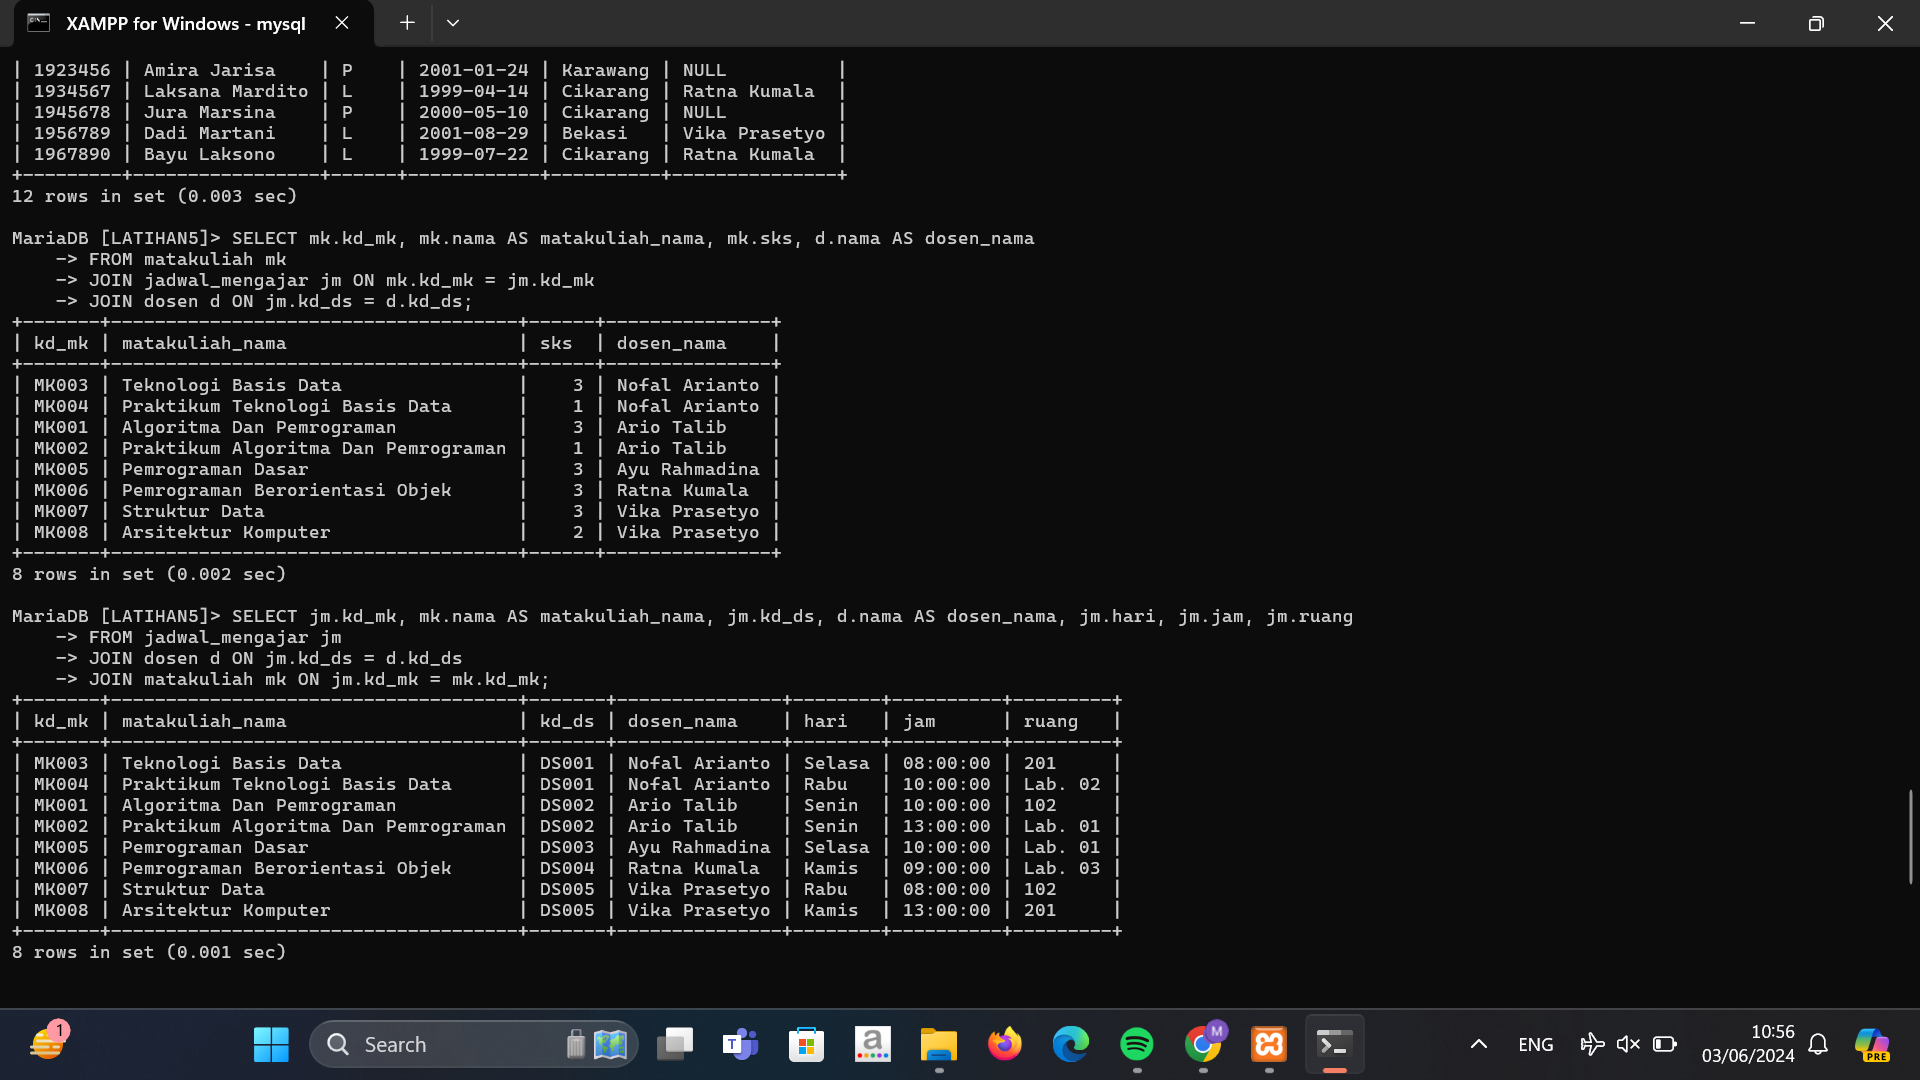 XAMPP for Windows - mysql
| 1923456 | Amira Jarisa     | P    | 2001-01-24 | Karawang | NULL          |
| 1934567 | Laksana Mardito  | L    | 1999-04-14 | Cikarang | Ratna Kumala  |
| 1945678 | Jura Marsina     | P    | 2000-05-10 | Cikarang | NULL          |
| 1956789 | Dadi Martani     | L    | 2001-08-29 | Bekasi   | Vika Prasetyo |
| 1967890 | Bayu Laksono     | L    | 1999-07-22 | Cikarang | Ratna Kumala  |
+---------+------------------+------+------------+----------+---------------+
12 rows in set (0.003 sec)
MariaDB [LATIHAN5]> SELECT mk.kd_mk, mk.nama AS matakuliah_nama, mk.sks, d.nama AS dosen_nama
    -> FROM matakuliah mk
    -> JOIN jadwal_mengajar jm ON mk.kd_mk = jm.kd_mk
    -> JOIN dosen d ON jm.kd_ds = d.kd_ds;
+-------+-------------------------------------+------+---------------+
| kd_mk | matakuliah_nama                     | sks  | dosen_nama    |
+-------+-------------------------------------+------+---------------+
| MK003 | Teknologi Basis Data                |    3 | Nofal Arianto |
| MK004 | Praktikum Teknologi Basis Data      |    1 | Nofal Arianto |
| MK001 | Algoritma Dan Pemrograman           |    3 | Ario Talib    |
| MK002 | Praktikum Algoritma Dan Pemrograman |    1 | Ario Talib    |
| MK005 | Pemrograman Dasar                   |    3 | Ayu Rahmadina |
| MK006 | Pemrograman Berorientasi Objek      |    3 | Ratna Kumala  |
| MK007 | Struktur Data                       |    3 | Vika Prasetyo |
| MK008 | Arsitektur Komputer                 |    2 | Vika Prasetyo |
+-------+-------------------------------------+------+---------------+
8 rows in set (0.002 sec)
MariaDB [LATIHAN5]> SELECT jm.kd_mk, mk.nama AS matakuliah_nama, jm.kd_ds, d.nama AS dosen_nama, jm.hari, jm.jam, jm.ruang
    -> FROM jadwal_mengajar jm
    -> JOIN dosen d ON jm.kd_ds = d.kd_ds
    -> JOIN matakuliah mk ON jm.kd_mk = mk.kd_mk;
+-------+-------------------------------------+-------+---------------+--------+----------+---------+
| kd_mk | matakuliah_nama                     | kd_ds | dosen_nama    | hari   | jam      | ruang   |
+-------+-------------------------------------+-------+---------------+--------+----------+---------+
| MK003 | Teknologi Basis Data                | DS001 | Nofal Arianto | Selasa | 08:00:00 | 201     |
| MK004 | Praktikum Teknologi Basis Data      | DS001 | Nofal Arianto | Rabu   | 10:00:00 | Lab. 02 |
| MK001 | Algoritma Dan Pemrograman           | DS002 | Ario Talib    | Senin  | 10:00:00 | 102     |
| MK002 | Praktikum Algoritma Dan Pemrograman | DS002 | Ario Talib    | Senin  | 13:00:00 | Lab. 01 |
| MK005 | Pemrograman Dasar                   | DS003 | Ayu Rahmadina | Selasa | 10:00:00 | Lab. 01 |
| MK006 | Pemrograman Berorientasi Objek      | DS004 | Ratna Kumala  | Kamis  | 09:00:00 | Lab. 03 |
| MK007 | Struktur Data                       | DS005 | Vika Prasetyo | Rabu   | 08:00:00 | 102     |
| MK008 | Arsitektur Komputer                 | DS005 | Vika Prasetyo | Kamis  | 13:00:00 | 201     |
+-------+-------------------------------------+-------+---------------+--------+----------+---------+
8 rows in set (0.001 sec)
1
Search
T
a
M
ENG
10:56
03/06/2024
PRE